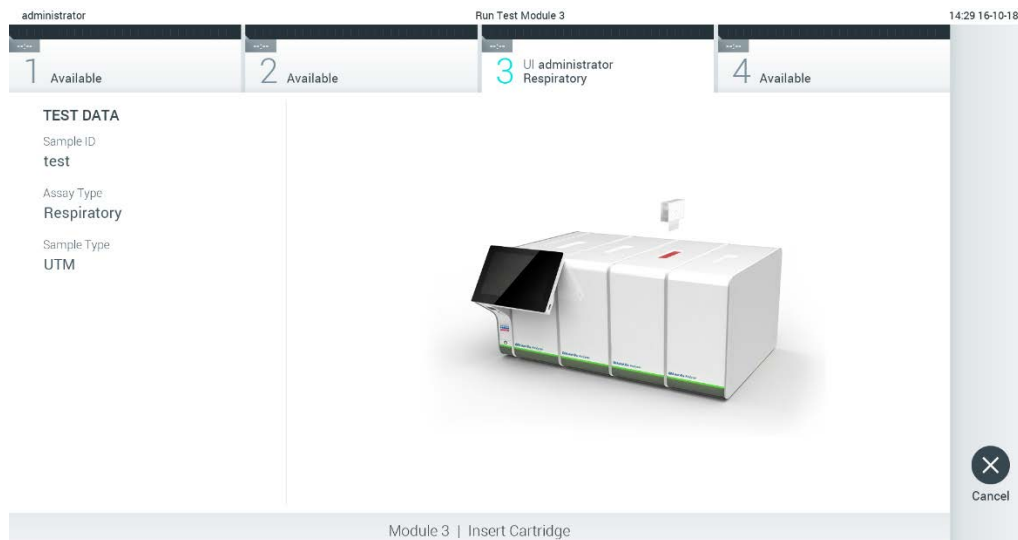 administrator
Run Test Module 3
14:29 16-10-18
--:--
--:--
--:--
--:--
1 Available
2 Available
3 UI administrator
Respiratory
4 Available
TEST DATA
Sample ID
test
Assay Type
Respiratory
Sample Type
UTM
Cancel
Module 3 | Insert Cartridge